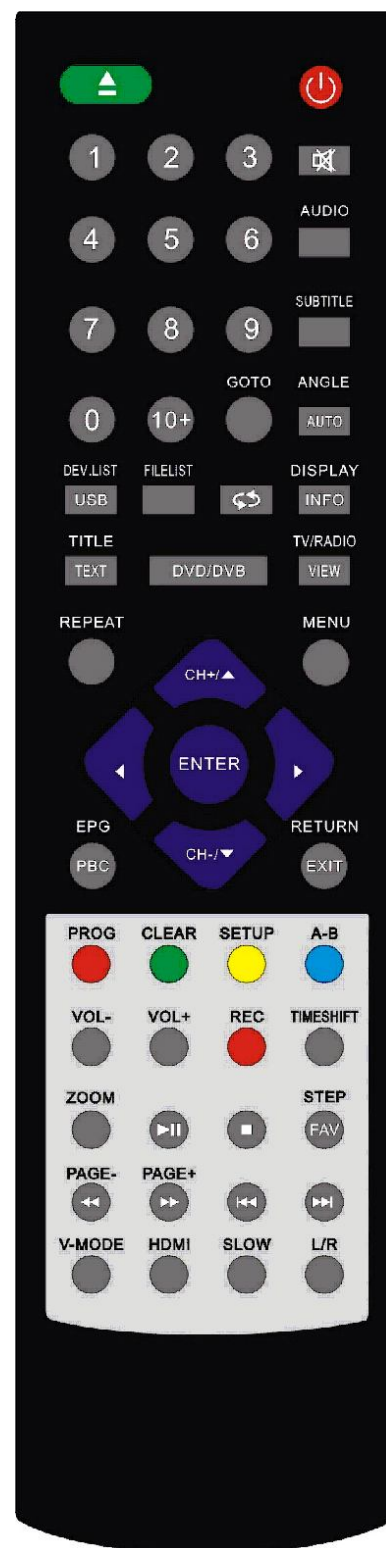 1 2 3
AUDIO
4 5 6
SUBTITLE
7 8 9
GOTO ANGLE
0 10+ AUTO
DEV.LIST FILELIST DISPLAY
USB INFO
TITLE TV/RADIO
TEXT DVD/DVB VIEW
REPEAT MENU
CH+/▲
ENTER
EPG RETURN
CH-/▼
PBC EXIT
PROG CLEAR SETUP A-B
VOL- VOL+ REC TIMESHIFT
ZOOM STEP
FAV
PAGE- PAGE+
V-MODE HDMI SLOW L/R